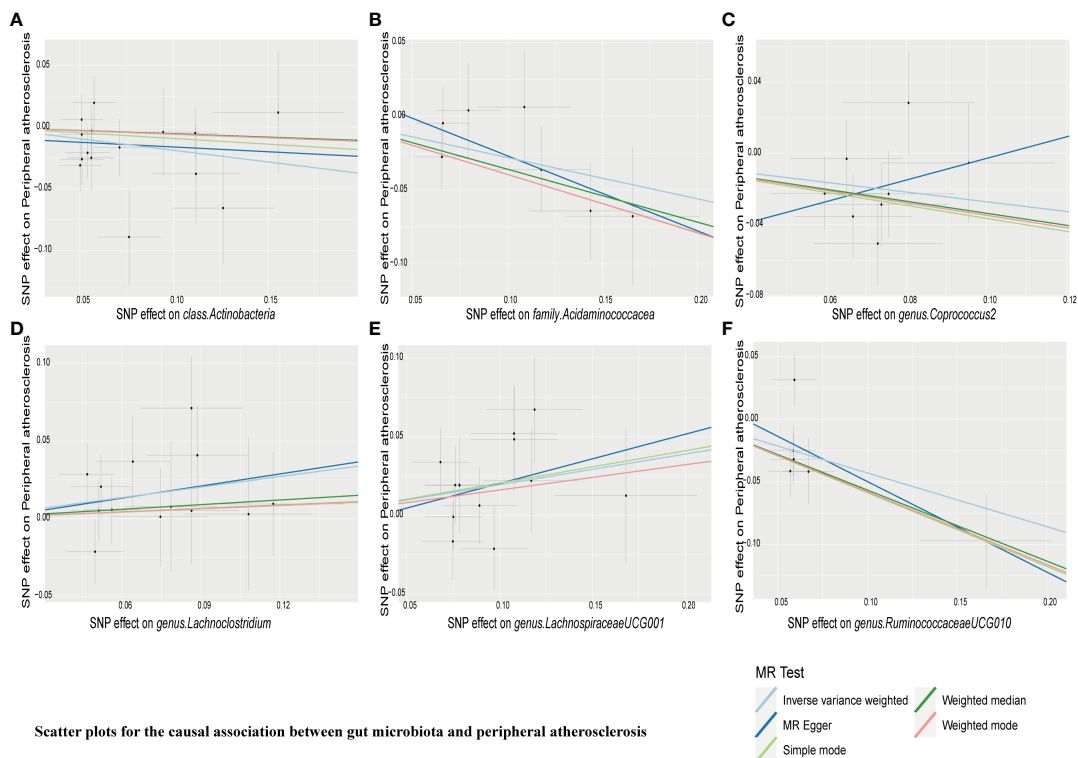 A
SNP effect on Peripheral atherosclerosis
0.05
0.00
−0.05
−0.10
0.05
0.10
0.15
SNP effect on class.Actinobacteria
B
SNP effect on Peripheral atherosclerosis
0.05
0.00
−0.05
−0.10
0.05
0.10
0.15
0.20
SNP effect on family.Acidaminococcacea
C
SNP effect on Peripheral atherosclerosis
0.04
0.00
−0.04
−0.08
0.06
0.08
0.10
0.12
SNP effect on genus.Coprococcus2
D
SNP effect on Peripheral atherosclerosis
0.10
0.05
0.00
−0.05
0.06
0.09
0.12
SNP effect on genus.Lachnoclostridium
E
SNP effect on Peripheral atherosclerosis
0.10
0.05
0.00
−0.05
0.05
0.10
0.15
0.20
SNP effect on genus.LachnospiraceaeUCG001
F
SNP effect on Peripheral atherosclerosis
0.05
0.00
−0.05
−0.10
0.05
0.10
0.15
0.20
SNP effect on genus.RuminococcaceaeUCG010
MR Test
Inverse variance weighted
MR Egger
Simple mode
Weighted median
Weighted mode
Scatter plots for the causal association between gut microbiota and peripheral atherosclerosis